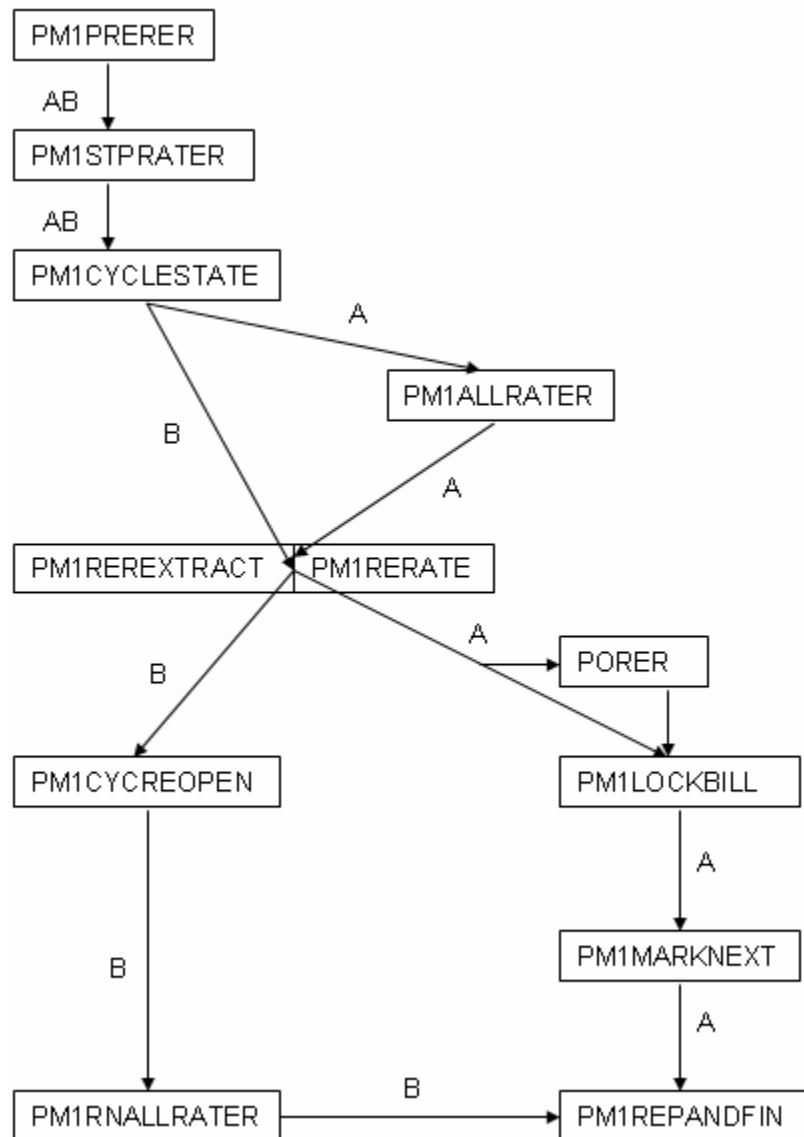 PM1PRERER
AB
PM1STPRATER
AB
PM1CYCLESTATE
A
PM1ALLRATER
B
A
PM1REREXTRACT PM1RERATE
A
PORER
B
PM1CYCREOPEN PM1LOCKBILL
A
PM1MARKNEXT
B
A
B
PM1RNALLRATER PM1REPANDFIN